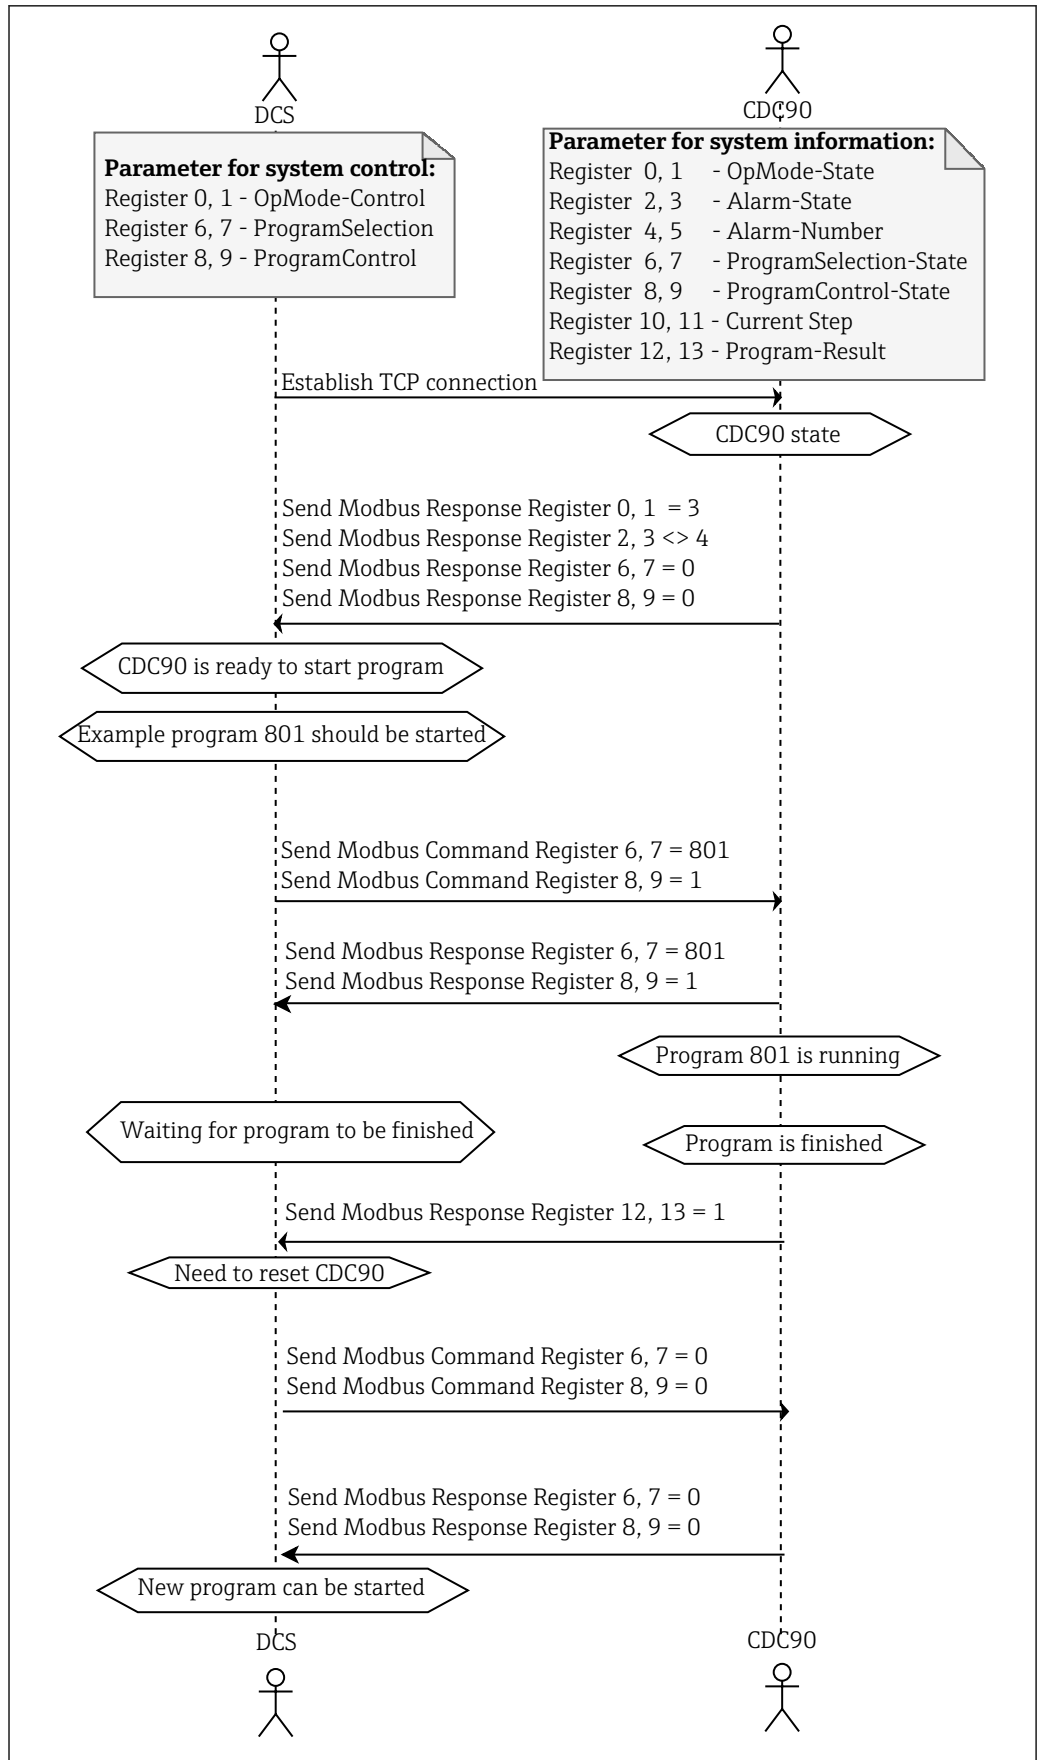 DCS
CDC90
Parameter for system control:
Register 0, 1 - OpMode-Control
Register 6, 7 - ProgramSelection
Register 8, 9 - ProgramControl
Parameter for system information:
Register 0, 1 - OpMode-State
Register 2, 3 - Alarm-State
Register 4, 5 - Alarm-Number
Register 6, 7 - ProgramSelection-State
Register 8, 9 - ProgramControl-State
Register 10, 11 - Current Step
Register 12, 13 - Program-Result
Establish TCP connection
CDC90 state
Send Modbus Response Register 0, 1 = 3
Send Modbus Response Register 2, 3 <> 4
Send Modbus Response Register 6, 7 = 0
Send Modbus Response Register 8, 9 = 0
CDC90 is ready to start program
Example program 801 should be started
Send Modbus Command Register 6, 7 = 801
Send Modbus Command Register 8, 9 = 1
Send Modbus Response Register 6, 7 = 801
Send Modbus Response Register 8, 9 = 1
Program 801 is running
Waiting for program to be finished
Program is finished
Send Modbus Response Register 12, 13 = 1
Need to reset CDC90
Send Modbus Command Register 6, 7 = 0
Send Modbus Command Register 8, 9 = 0
Send Modbus Response Register 6, 7 = 0
Send Modbus Response Register 8, 9 = 0
New program can be started
DCS
CDC90